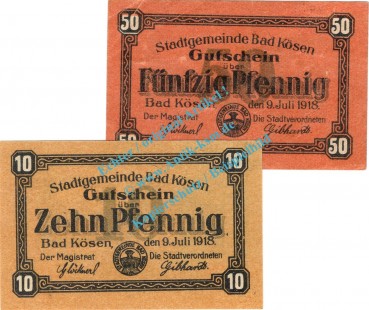 50 50
Stadtgemeinde Bad Kösen
Gutschein
über
Fünfzig Pfennig
Bad Kösen, den 9. Juli 1918.
Der Magistrat Die Stadtverordneten
50 50
10 10
Stadtgemeinde Bad Kösen
Gutschein
über
Zehn Pfennig
Bad Kösen, den 9. Juli 1918.
Der Magistrat Die Stadtverordneten
10 10